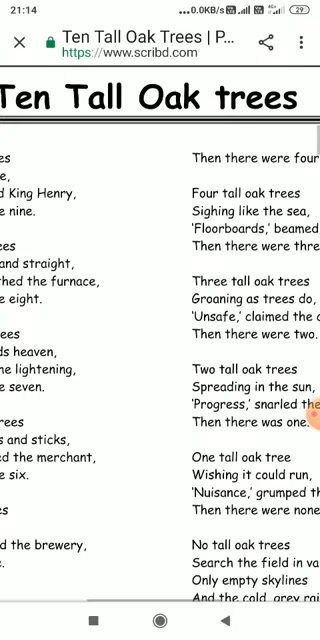 21:14
...0.0KB/s 4G+ 29
Ten Tall Oak Trees | P...
https://www.scribd.com
Ten Tall Oak trees
es
e,
d King Henry,
e nine.
ees
and straight,
hed the furnace,
e eight.
rees
ds heaven,
he lightening,
e seven.
rees
s and sticks,
ed the merchant,
e six.
es
d the brewery,
e.
Then there were four
Four tall oak trees
Sighing like the sea,
'Floorboards,' beamed
Then there were thre
Three tall oak trees
Groaning as trees do,
'Unsafe,' claimed the
Then there were two.
Two tall oak trees
Spreading in the sun,
'Progress,' snarled the
Then there was one.
One tall oak tree
Wishing it could run,
'Nuisance,' grumped th
Then there were none
No tall oak trees
Search the field in va
Only empty skylines
And the cold, grey rai